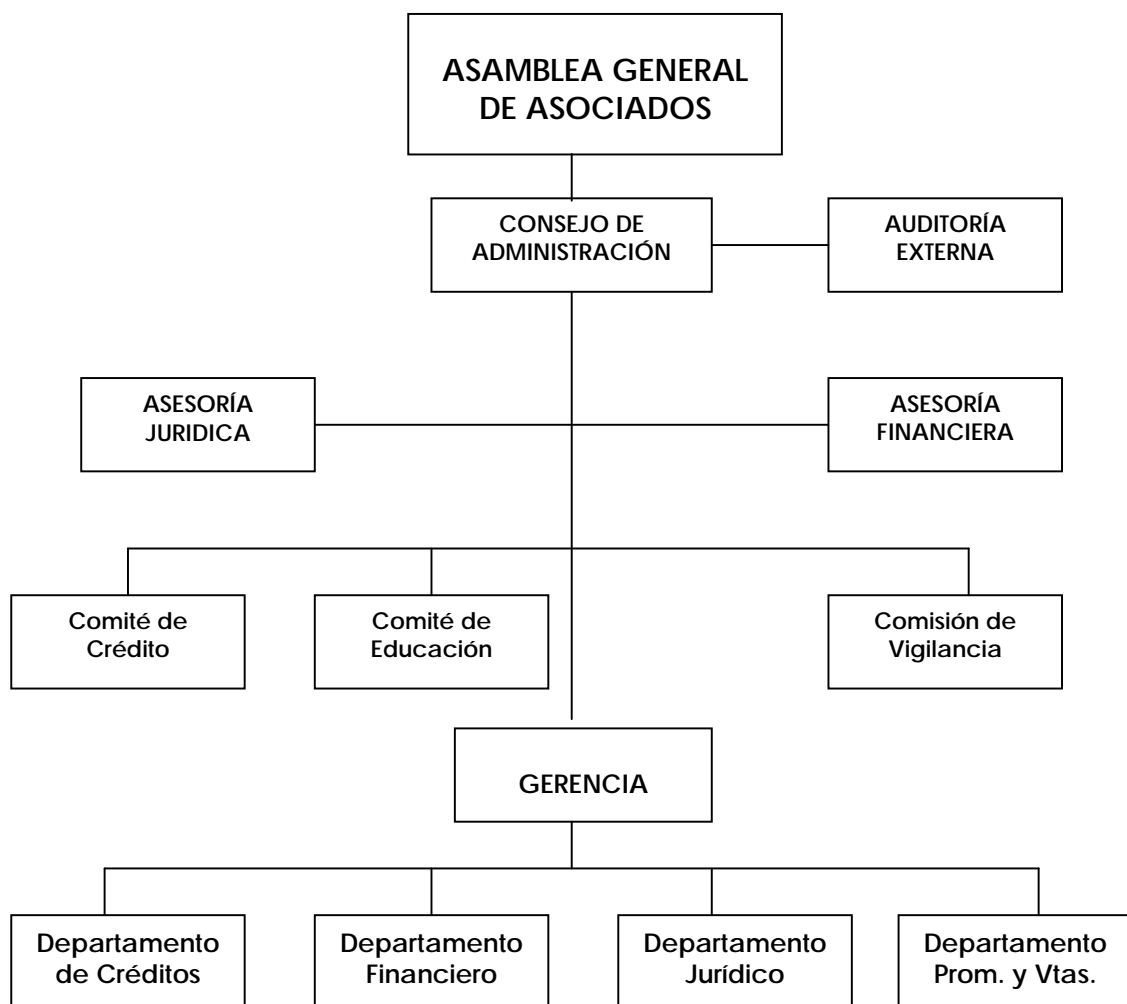 ASAMBLEA GENERAL
DE ASOCIADOS
CONSEJO DE
ADMINISTRACIÓN
AUDITORÍA
EXTERNA
ASESORÍA
JURIDICA
ASESORÍA
FINANCIERA
Comité de
Crédito
Comité de
Educación
Comisión de
Vigilancia
GERENCIA
Departamento
de Créditos
Departamento
Financiero
Departamento
Jurídico
Departamento
Prom. y Vtas.